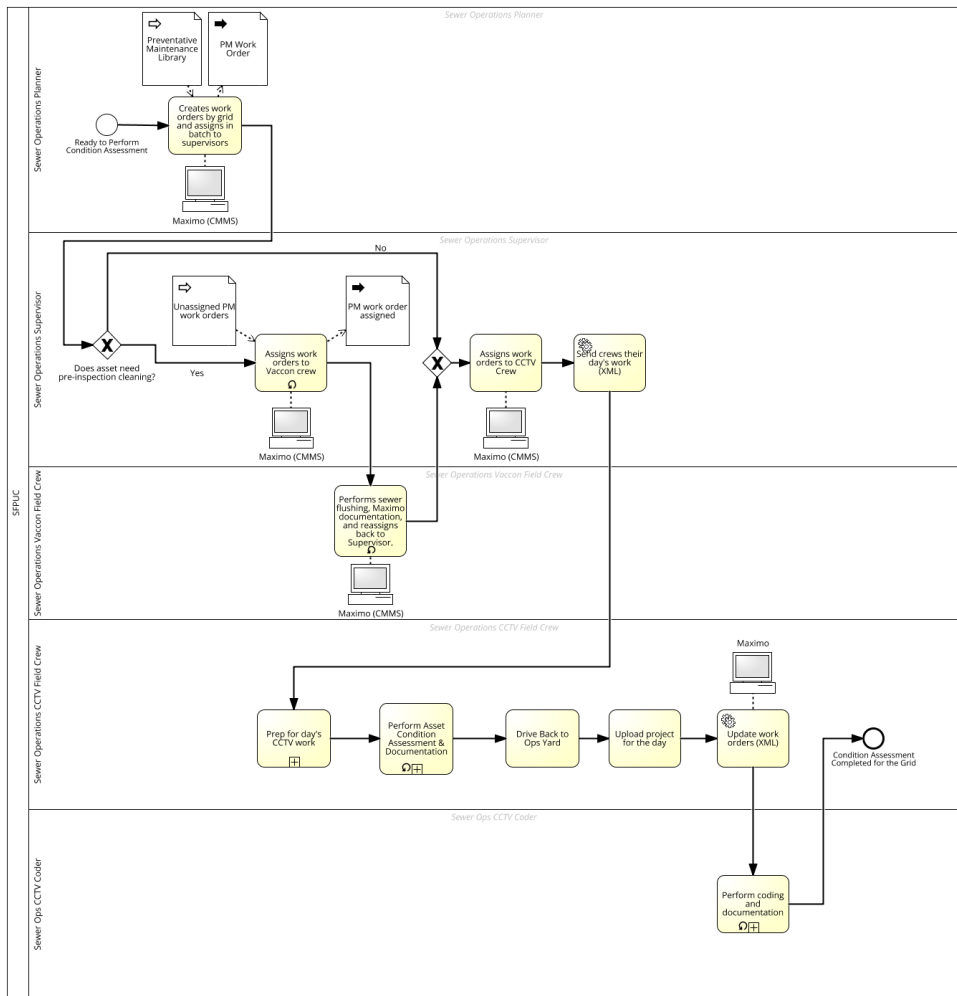 SFPUC
Sewer Operations Planner
Sewer Operations Planner
Preventative
Maintenance
Library
PM Work
Order
Ready to Perform
Condition Assessment
Creates work
orders by grid
and assigns in
batch to
supervisors
Maximo (CMMS)
Sewer Operations Supervisor
Sewer Operations Supervisor
No
Unassigned PM
work orders
PM work order
assigned
Does asset need
pre-inspection cleaning?
Yes
Assigns work
orders to
Vaccon crew
Maximo (CMMS)
Assigns work
orders to CCTV
Crew
Maximo (CMMS)
Send crews their
day's work
(XML)
Sewer Operations Vaccon Field Crew
Sewer Operations Vaccon Field Crew
Performs sewer
flushing, Maximo
documentation,
and reassigns
back to
Supervisor.
Maximo (CMMS)
Sewer Operations CCTV Field Crew
Sewer Operations CCTV Field Crew
Prep for day's
CCTV work
Perform Asset
Condition
Assessment &
Documentation
Drive Back to
Ops Yard
Upload project
for the day
Maximo
Update work
orders (XML)
Condition Assessment
Completed for the Grid
Sewer Ops CCTV Coder
Sewer Ops CCTV Coder
Perform coding
and
documentation